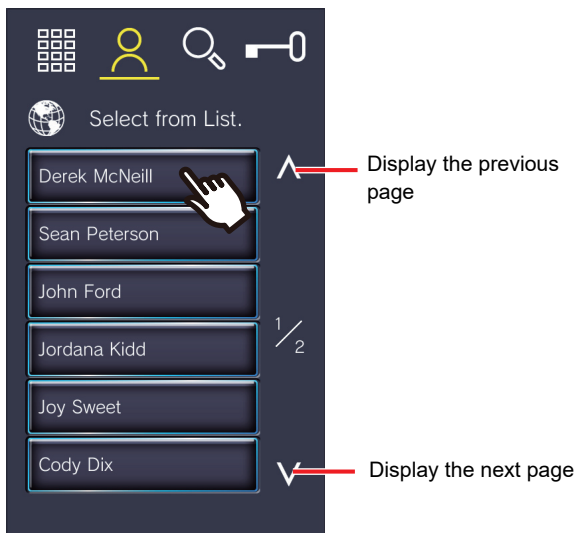 Select from List.
Derek McNeill
Display the previous
page
Sean Peterson
John Ford
1/2
Jordana Kidd
Joy Sweet
Cody Dix
Display the next page